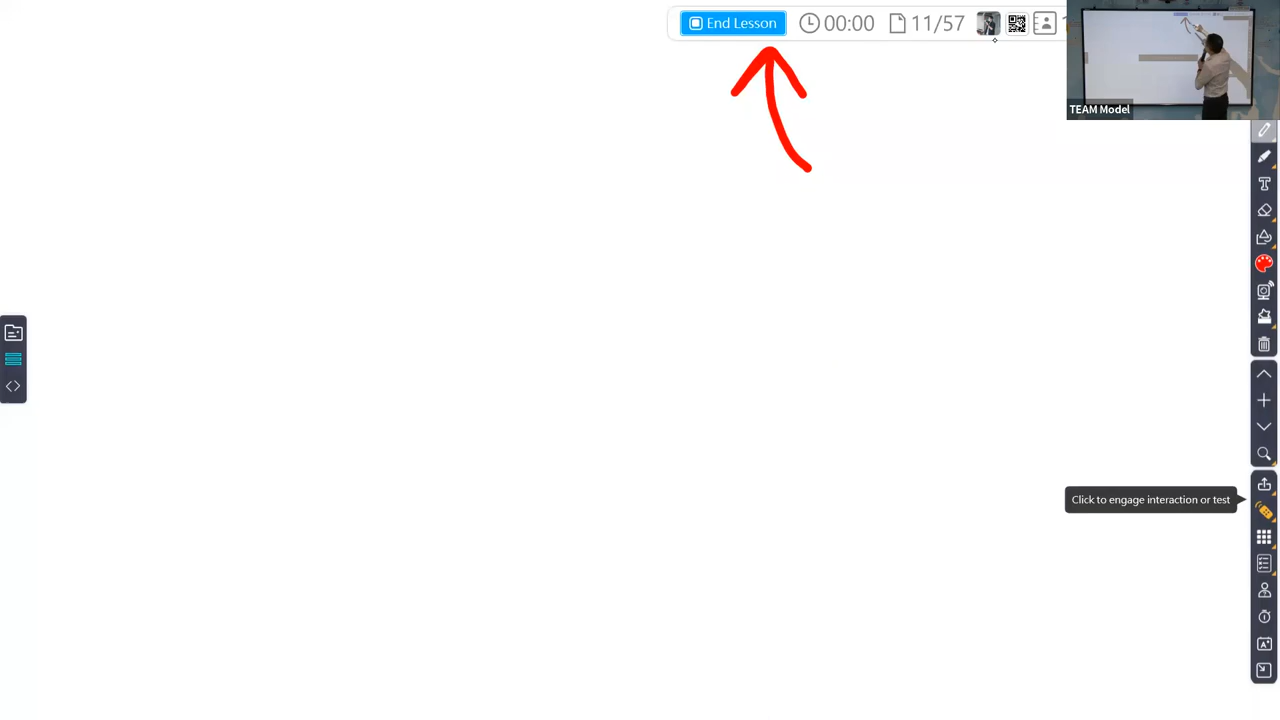 End Lesson 00:00 11/57
TEAM Model
Click to engage interaction or test